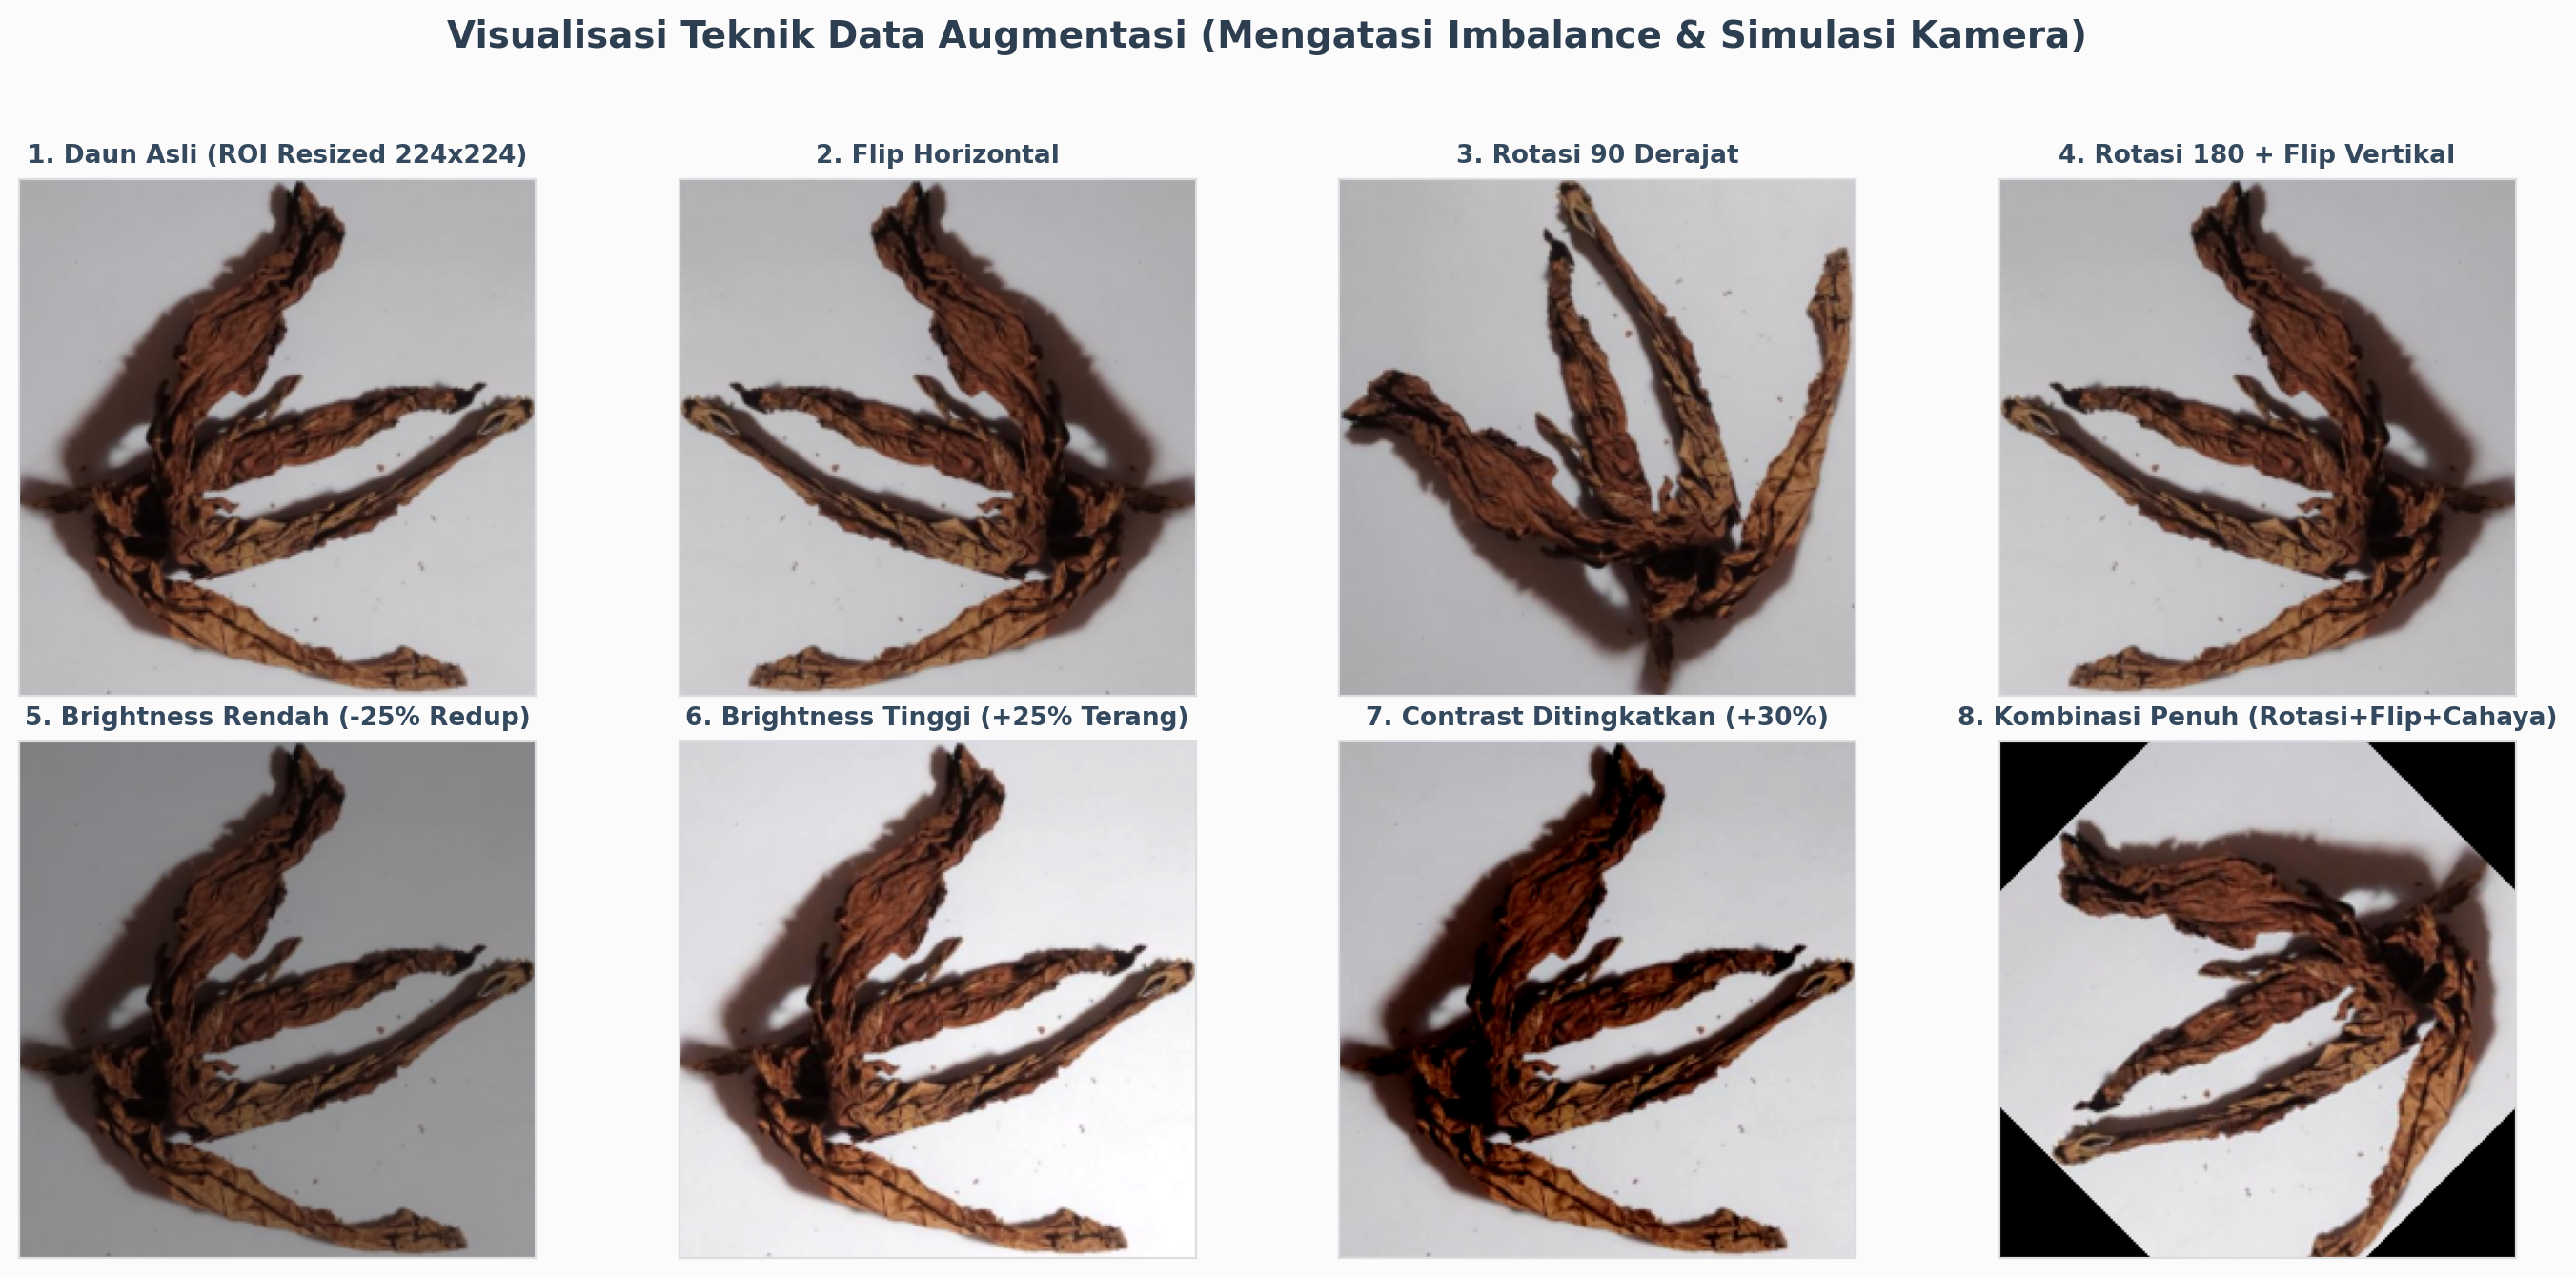 Visualisasi Teknik Data Augmentasi (Mengatasi Imbalance & Simulasi Kamera)
1. Daun Asli (ROI Resized 224x224)
2. Flip Horizontal
3. Rotasi 90 Derajat
4. Rotasi 180 + Flip Vertikal
5. Brightness Rendah (-25% Redup)
6. Brightness Tinggi (+25% Terang)
7. Contrast Ditingkatkan (+30%)
8. Kombinasi Penuh (Rotasi+Flip+Cahaya)